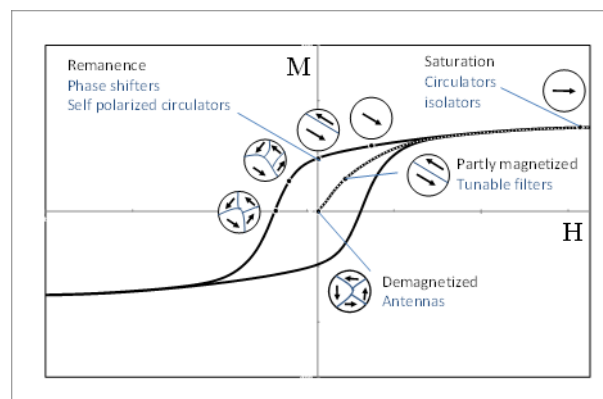 Remanence
Phase shifters
Self polarized circulators
M
Saturation
Circulators
isolators
Partly magnetized
Tunable filters
H
Demagnetized
Antennas